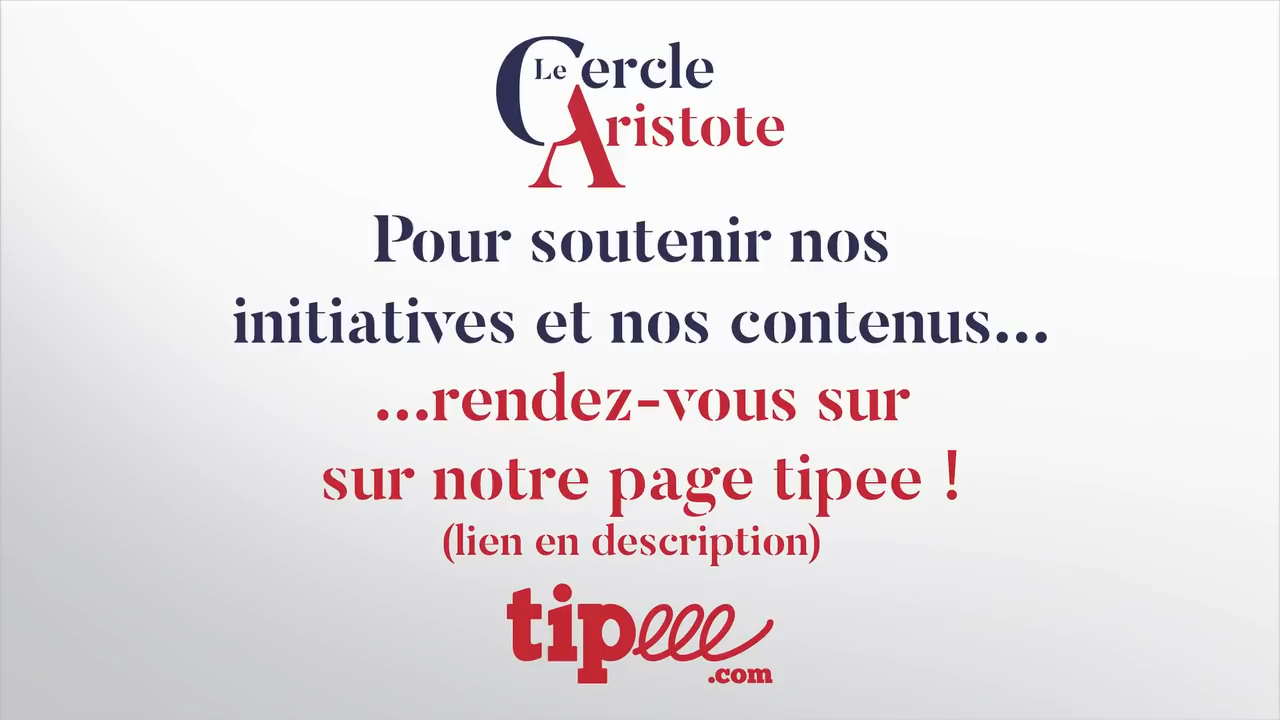 Le Cercle
Aristote
Pour soutenir nos
initiatives et nos contenus...
...rendez-vous sur
sur notre page tipee !
(lien en description)
tipeee
.com